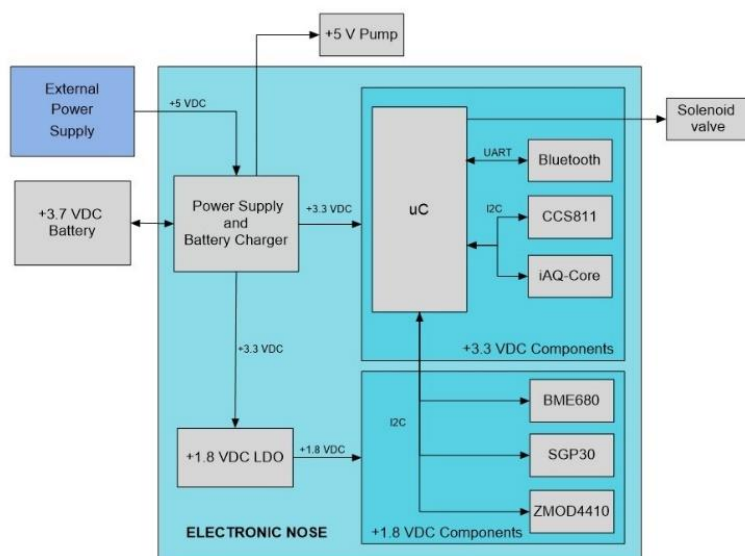 +5 V Pump
External
Power
Supply
+5 VDC
Solenoid
valve
UART
Bluetooth
+3.7 VDC
Battery
Power Supply
and
Battery Charger
+3.3 VDC
uC
I2C
CCS811
iAQ-Core
+3.3 VDC
+3.3 VDC Components
BME680
I2C
+1.8 VDC LDO
+1.8 VDC
SGP30
ZMOD4410
ELECTRONIC NOSE
+1.8 VDC Components